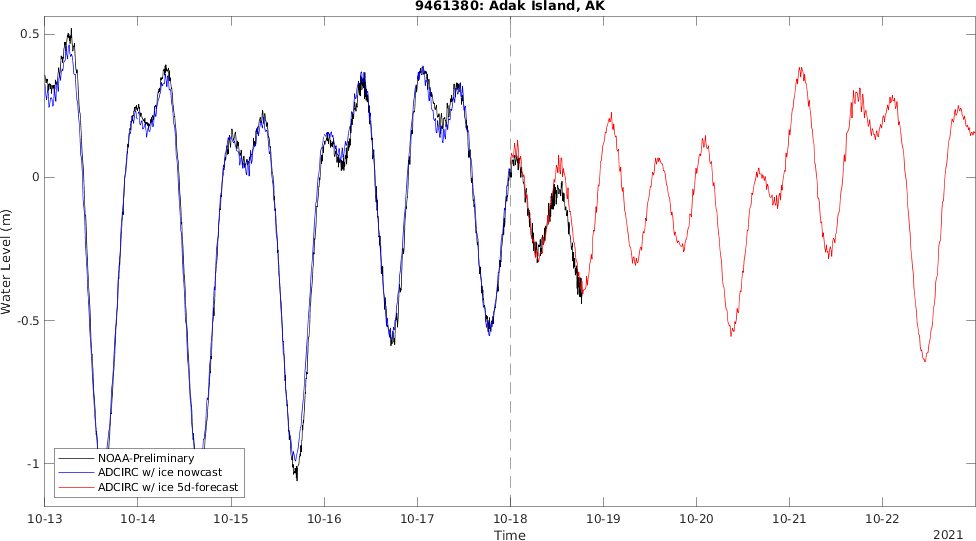 9461380: Adak Island, AK
0.5
0
-0.5
-1
Water Level (m)
NOAA-Preliminary
ADCIRC w/ ice nowcast
ADCIRC w/ ice 5d-forecast
10-13 10-14 10-15 10-16 10-17 10-18 10-19 10-20 10-21 10-22
Time
2021